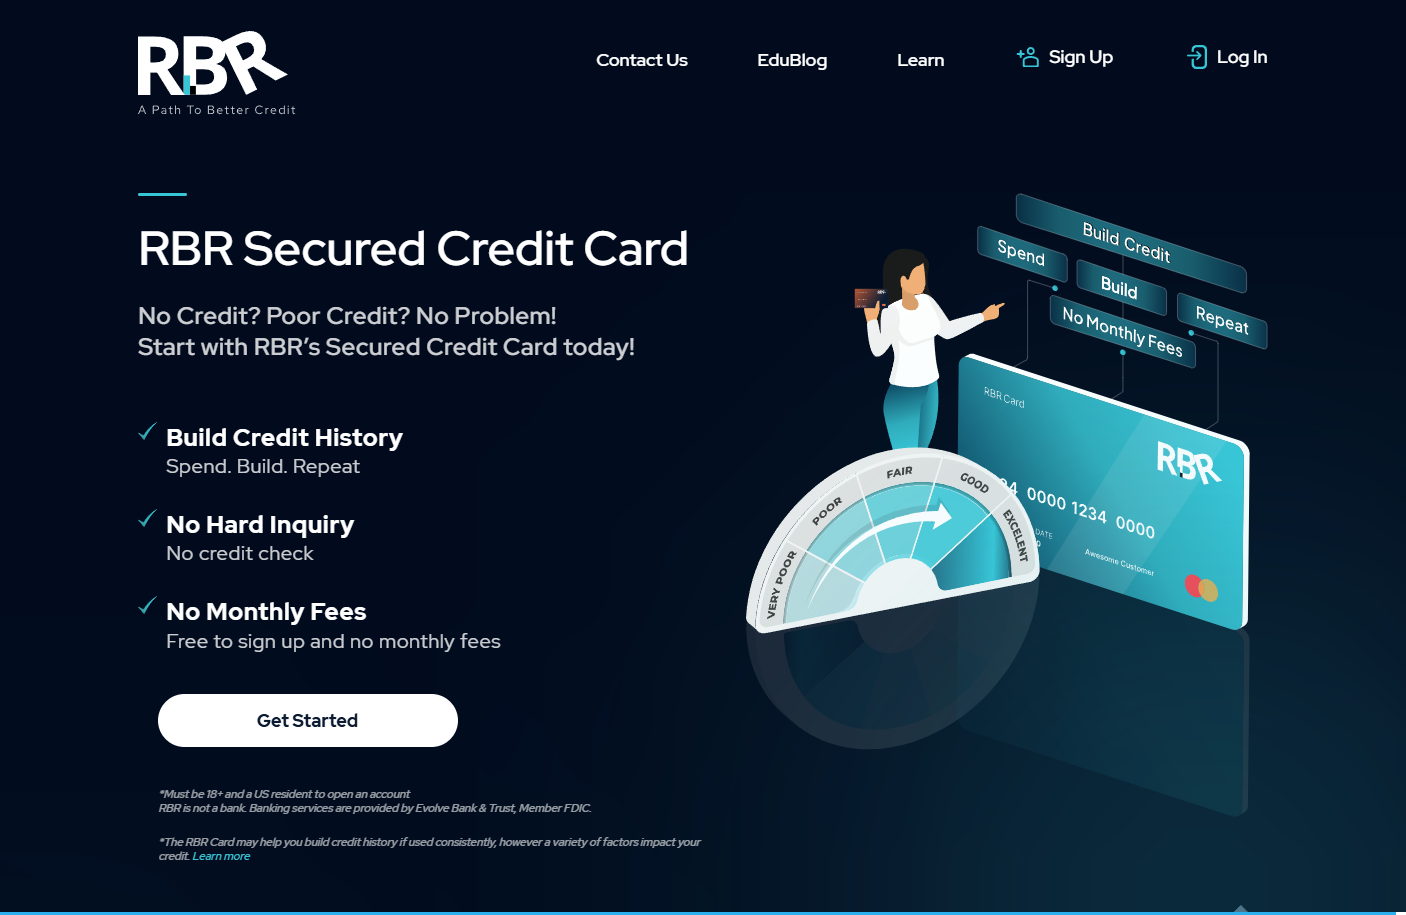 RBR
A Path To Better Credit
Contact Us
EduBlog
Learn
Sign Up
Log In
RBR Secured Credit Card
No Credit? Poor Credit? No Problem!
Start with RBR’s Secured Credit Card today!
Build Credit History
Spend. Build. Repeat
No Hard Inquiry
No credit check
No Monthly Fees
Free to sign up and no monthly fees
Get Started
*Must be 18+ and a US resident to open an account
RBR is not a bank. Banking services are provided by Evolve Bank & Trust, Member FDIC.
*The RBR Card may help you build credit history if used consistently, however a variety of factors impact your
credit. Learn more
Build Credit
Spend
Build
Repeat
No Monthly Fees
RBR Card
RBR
0000 1234 0000
DATE
Awesome Customer
VERY POOR
POOR
FAIR
GOOD
EXCELENT